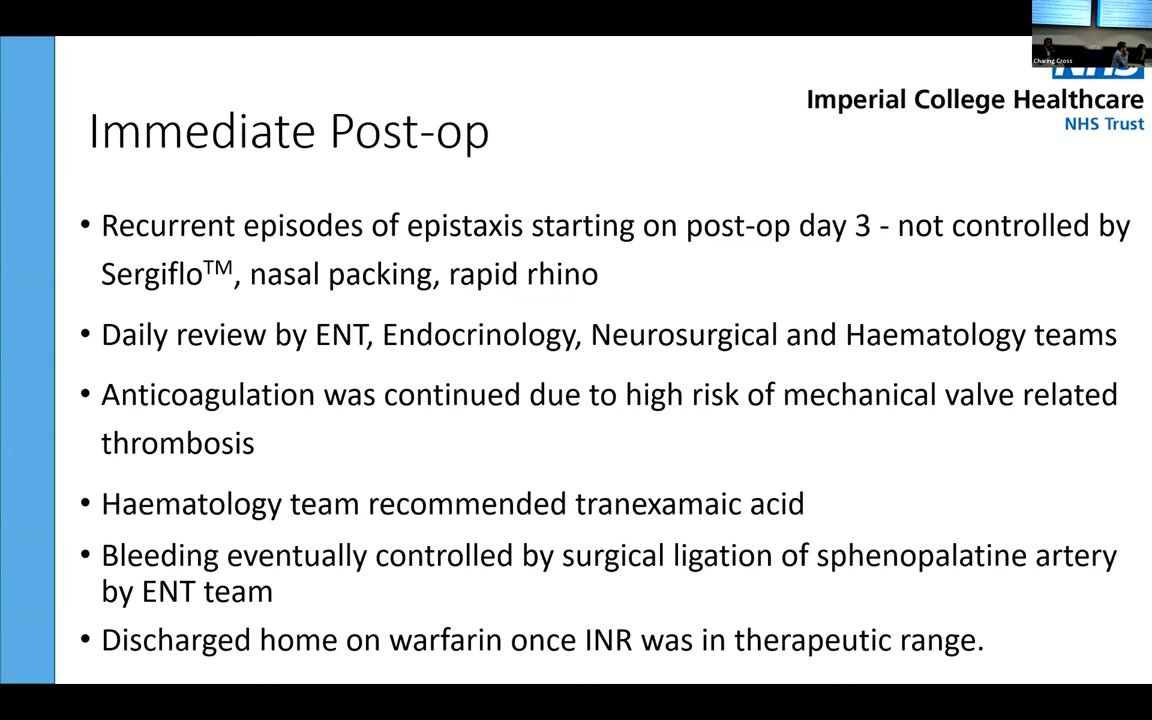 Charing Cross
NHS
Imperial College Healthcare
NHS Trust
Immediate Post-op
• Recurrent episodes of epistaxis starting on post-op day 3 - not controlled by
Sergiflo™, nasal packing, rapid rhino
• Daily review by ENT, Endocrinology, Neurosurgical and Haematology teams
• Anticoagulation was continued due to high risk of mechanical valve related
thrombosis
• Haematology team recommended tranexamaic acid
• Bleeding eventually controlled by surgical ligation of sphenopalatine artery
by ENT team
• Discharged home on warfarin once INR was in therapeutic range.